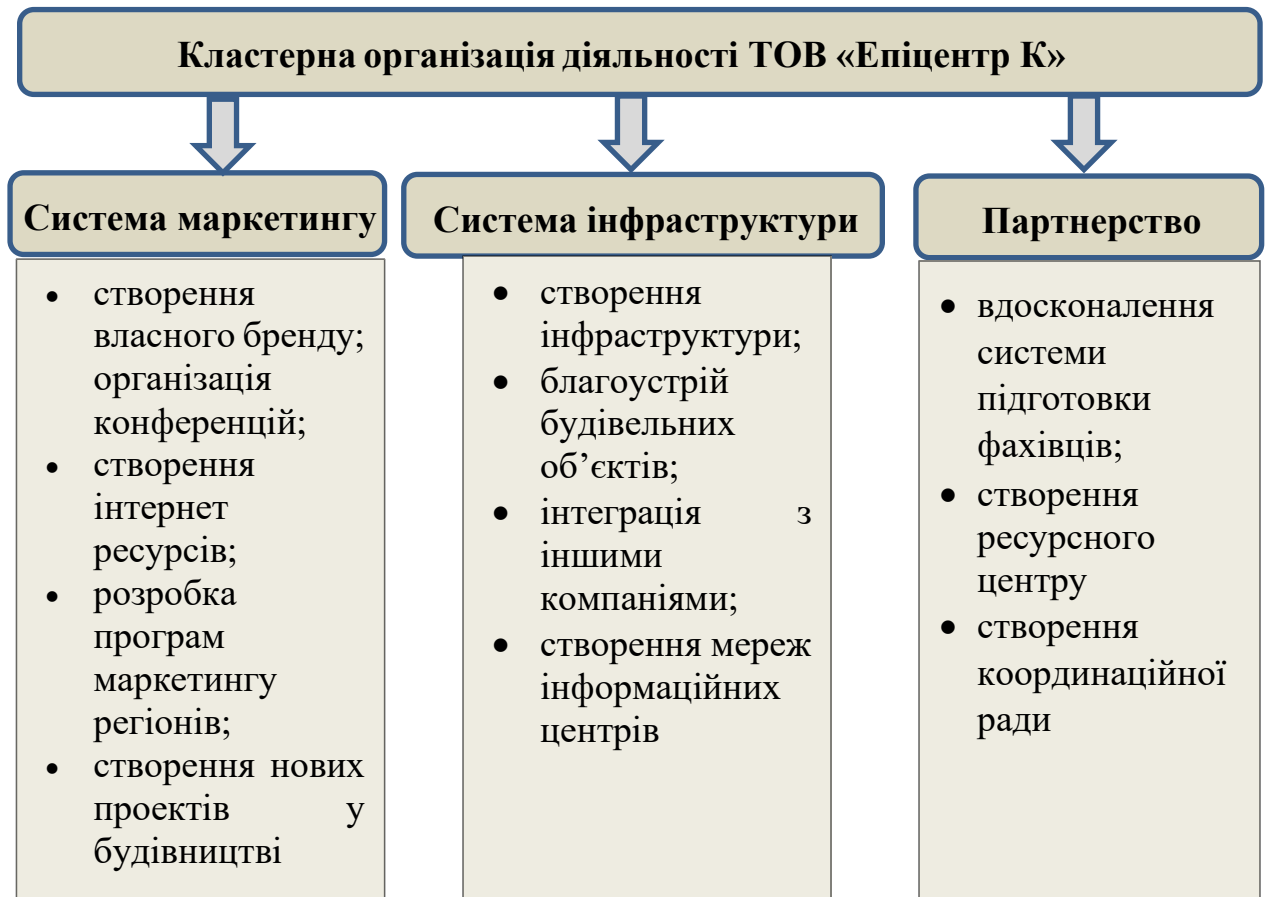 Кластерна організація діяльності ТОВ «Епіцентр К»
Система маркетингу
• створення
власного бренду;
організація
конференцій;
• створення
інтернет
ресурсів;
• розробка
програм
маркетингу
регіонів;
• створення нових
проектів у
будівництві
Система інфраструктури
• створення
інфраструктури;
• благоустрій
будівельних
об’єктів;
• інтеграція з
іншими
компаніями;
• створення мереж
інформаційних
центрів
Партнерство
• вдосконалення
системи
підготовки
фахівців;
• створення
ресурсного
центру
• створення
координаційної
ради